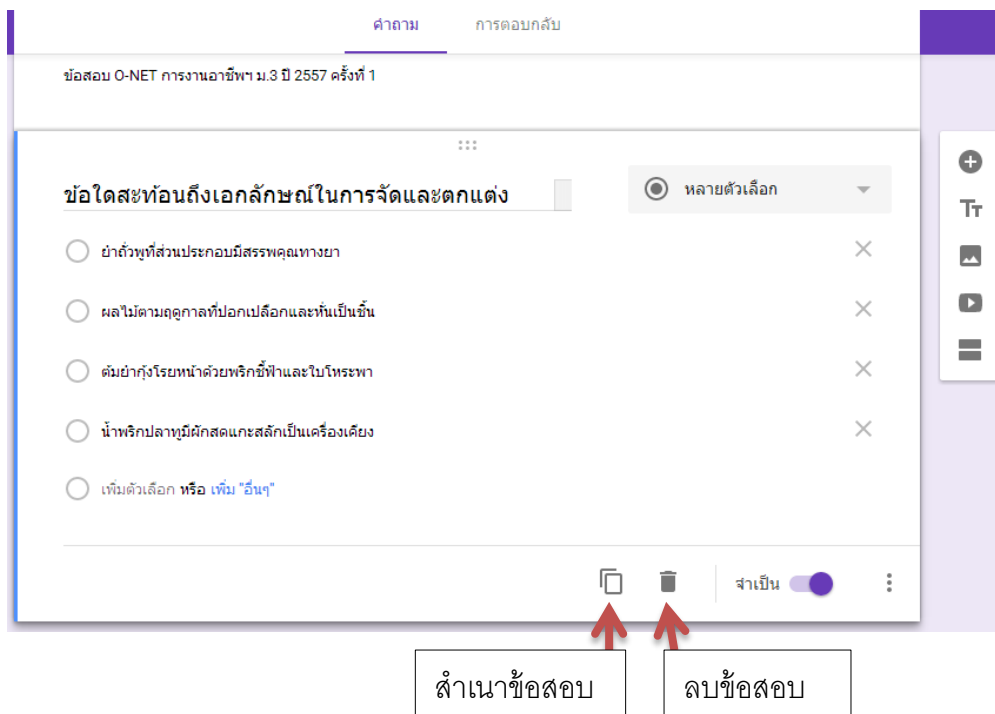 คำถาม การตอบกลับ
ข้อสอบ O-NET การงานอาชีพฯ ม.3 ปี 2557 ครั้งที่ 1
ข้อใดสะท้อนถึงเอกลักษณ์ในการจัดและตกแต่ง
หลายตัวเลือก
ยำถั่วพูที่ส่วนประกอบมีสรรพคุณทางยา
ผลไม้ตามฤดูกาลที่ปอกเปลือกและหั่นเป็นชิ้น
ต้มยำกุ้งโรยหน้าด้วยพริกชี้ฟ้าและใบโหระพา
น้ำพริกปลาทูมีผักสดแกะสลักเป็นเครื่องเคียง
เพิ่มตัวเลือก หรือ เพิ่ม "อื่นๆ"
จำเป็น
สำเนาข้อสอบ ลบข้อสอบ
Tт